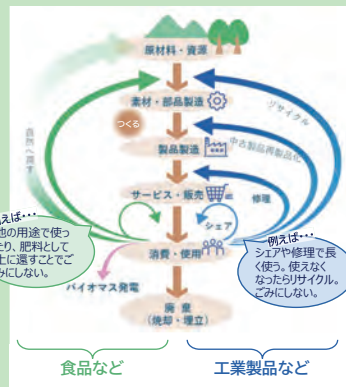 原材料・資源
素材・部品製造
つくる
製品製造
サービス・販売
シェア
消費・使用
バイオマス発電
廃 棄
(焼却・埋立)
自然へ還す
リサイクル
中古製品再製品化
修理
例えば・・・
他の用途で使っ
たり、肥料として
土に還すことでご
みにしない。
例えば・・・
シェアや修理で長
く使う。使えなく
なったらリサイクル。
ごみにしない。
食品など
工業製品など